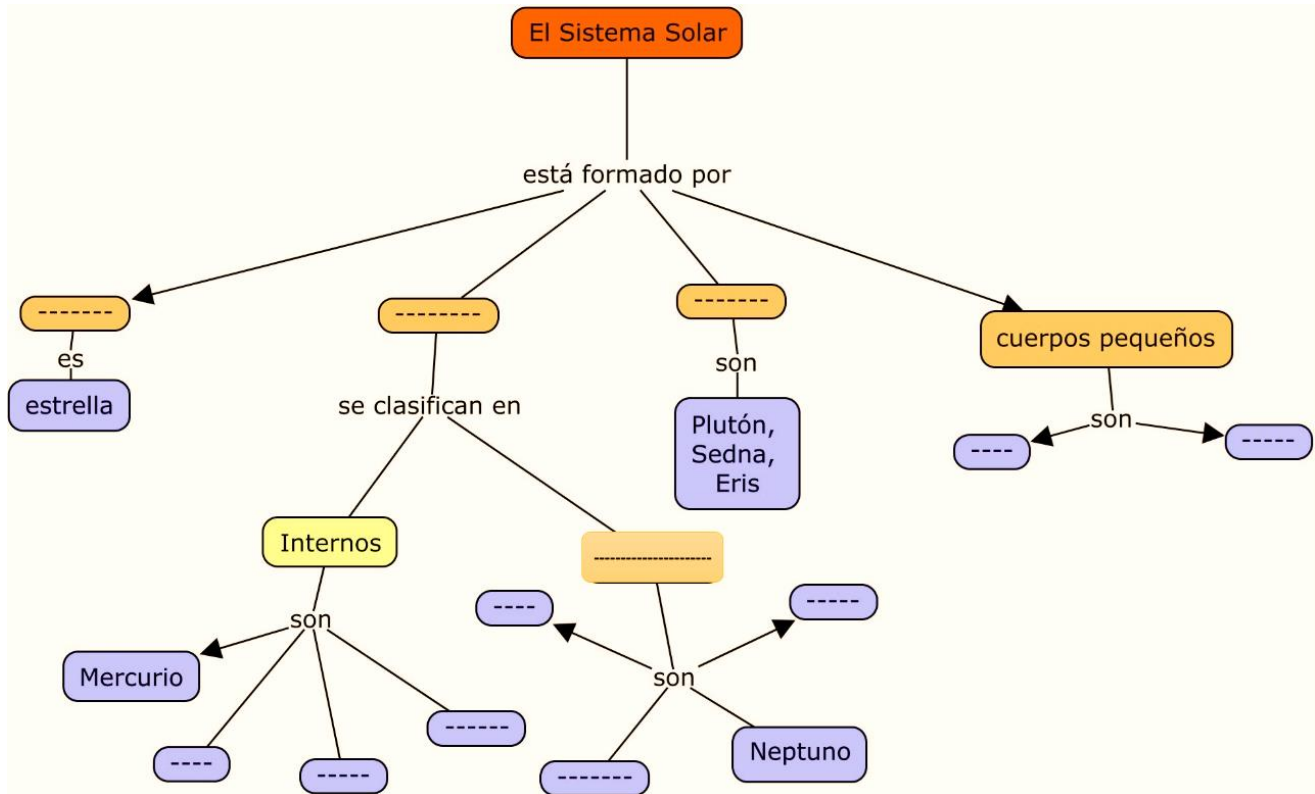 El Sistema Solar
está formado por
-------
--------
-------
cuerpos pequeños
es
son
son
estrella
se clasifican en
Plutón,
Sedna,
Eris
----
-----
Internos
----------------------
son
----
-----
Mercurio
son
------
----
-----
Neptuno
-------